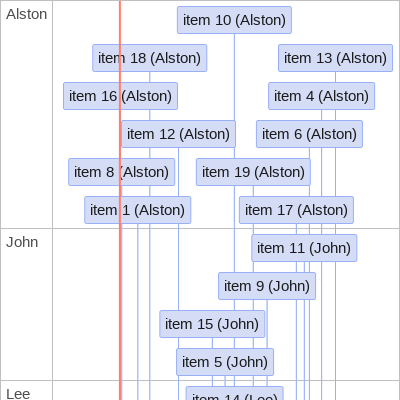 Alston
item 10 (Alston)
item 18 (Alston)
item 13 (Alston)
item 16 (Alston)
item 4 (Alston)
item 12 (Alston)
item 6 (Alston)
item 8 (Alston)
item 19 (Alston)
item 1 (Alston)
item 17 (Alston)
John
item 11 (John)
item 9 (John)
item 15 (John)
item 5 (John)
Lee
item 14 (Lee)